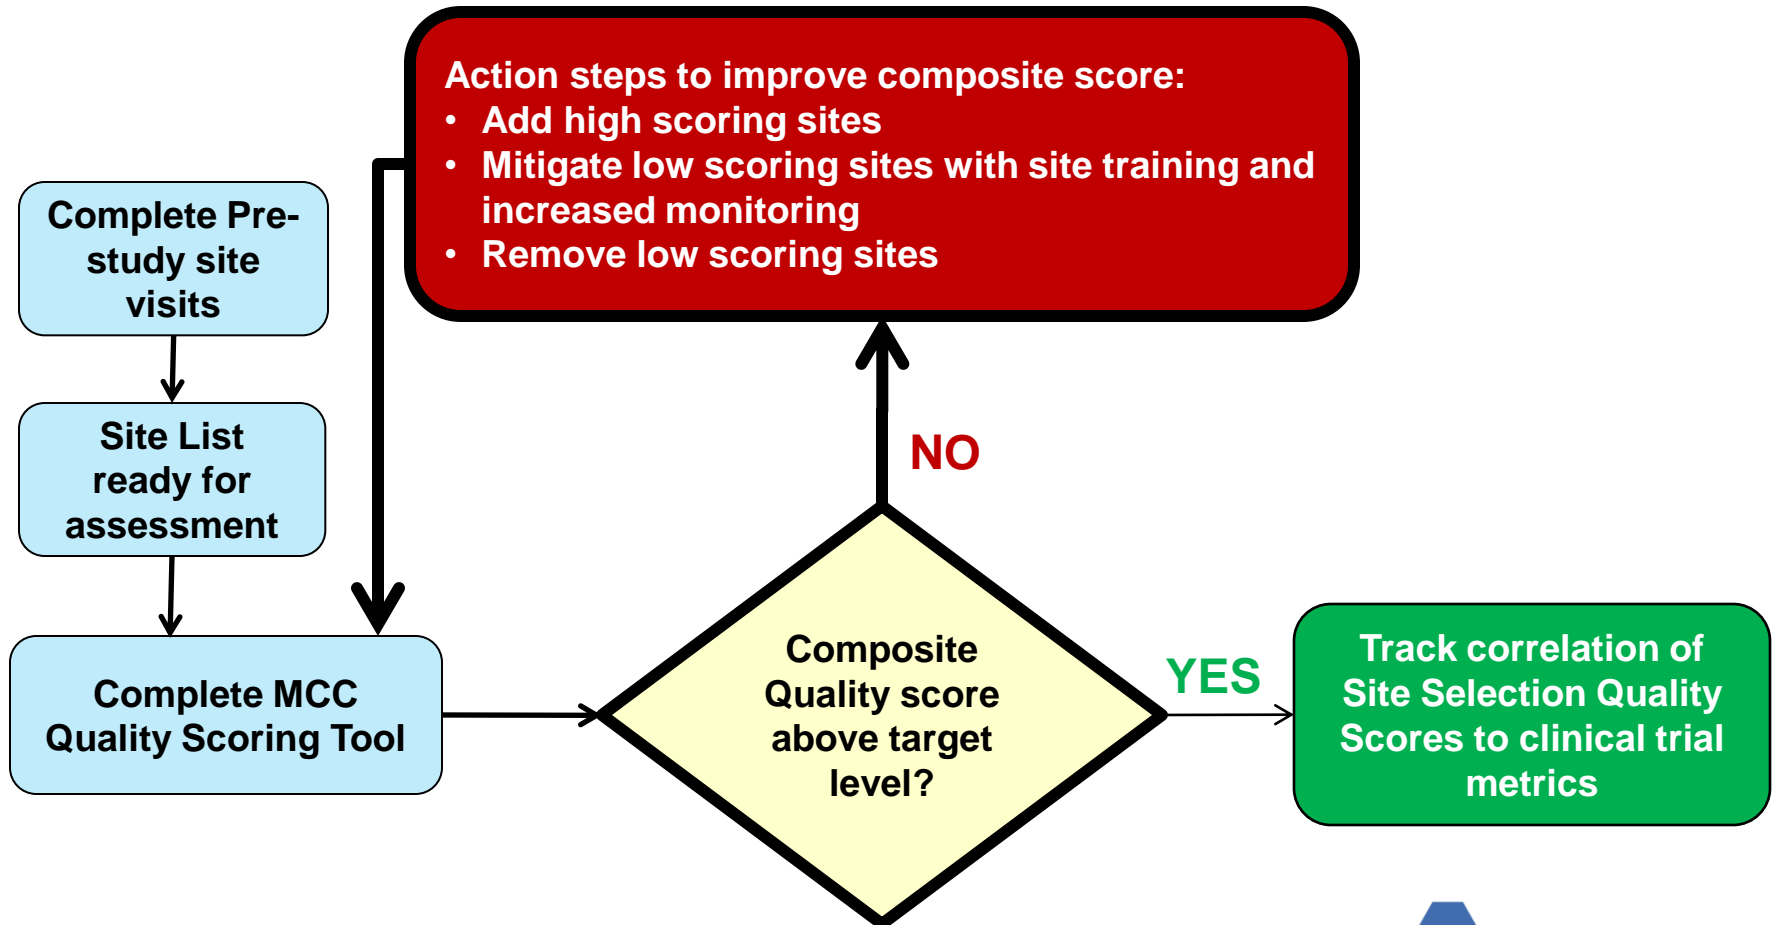 Action steps to improve composite score:
• Add high scoring sites
• Mitigate low scoring sites with site training and
increased monitoring
• Remove low scoring sites
Complete Pre-
study site
visits
Site List
ready for
assessment
Complete MCC
Quality Scoring Tool
NO
Composite
Quality score
above target
level?
YES
Track correlation of
Site Selection Quality
Scores to clinical trial
metrics